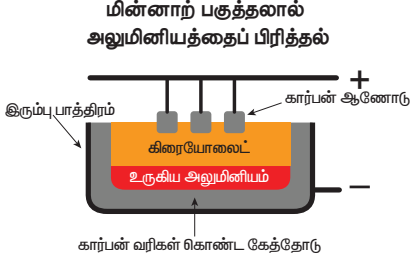 மின்னாற் பகுத்தலால்
அலுமினியத்தைப் பிரித்தல்
+
கார்பன் ஆனோடு
இரும்பு பாத்திரம்
கிரையோலைட்
உருகிய அலுமினியம்
−
கார்பன் வரிகள் கொண்ட கேத்தோடு